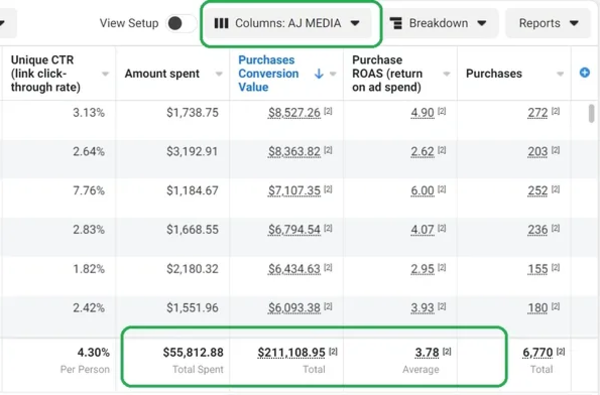 View Setup Columns: AJ MEDIA Breakdown Reports
Unique CTR (link click-through rate) Amount spent Purchases Conversion Value Purchase ROAS (return on ad spend) Purchases
3.13% $1,738.75 $8,527.26 [2] 4.90 [2] 272 [2]
2.64% $3,192.91 $8,363.82 [2] 2.62 [2] 203 [2]
7.76% $1,184.67 $7,107.35 [2] 6.00 [2] 252 [2]
2.83% $1,668.55 $6,794.54 [2] 4.07 [2] 236 [2]
1.82% $2,180.32 $6,434.63 [2] 2.95 [2] 155 [2]
2.42% $1,551.96 $6,093.38 [2] 3.93 [2] 180 [2]
4.30% $55,812.88 $211,108.95 [2] 3.78 [2] 6,770 [2]
Per Person Total Spent Total Average Total